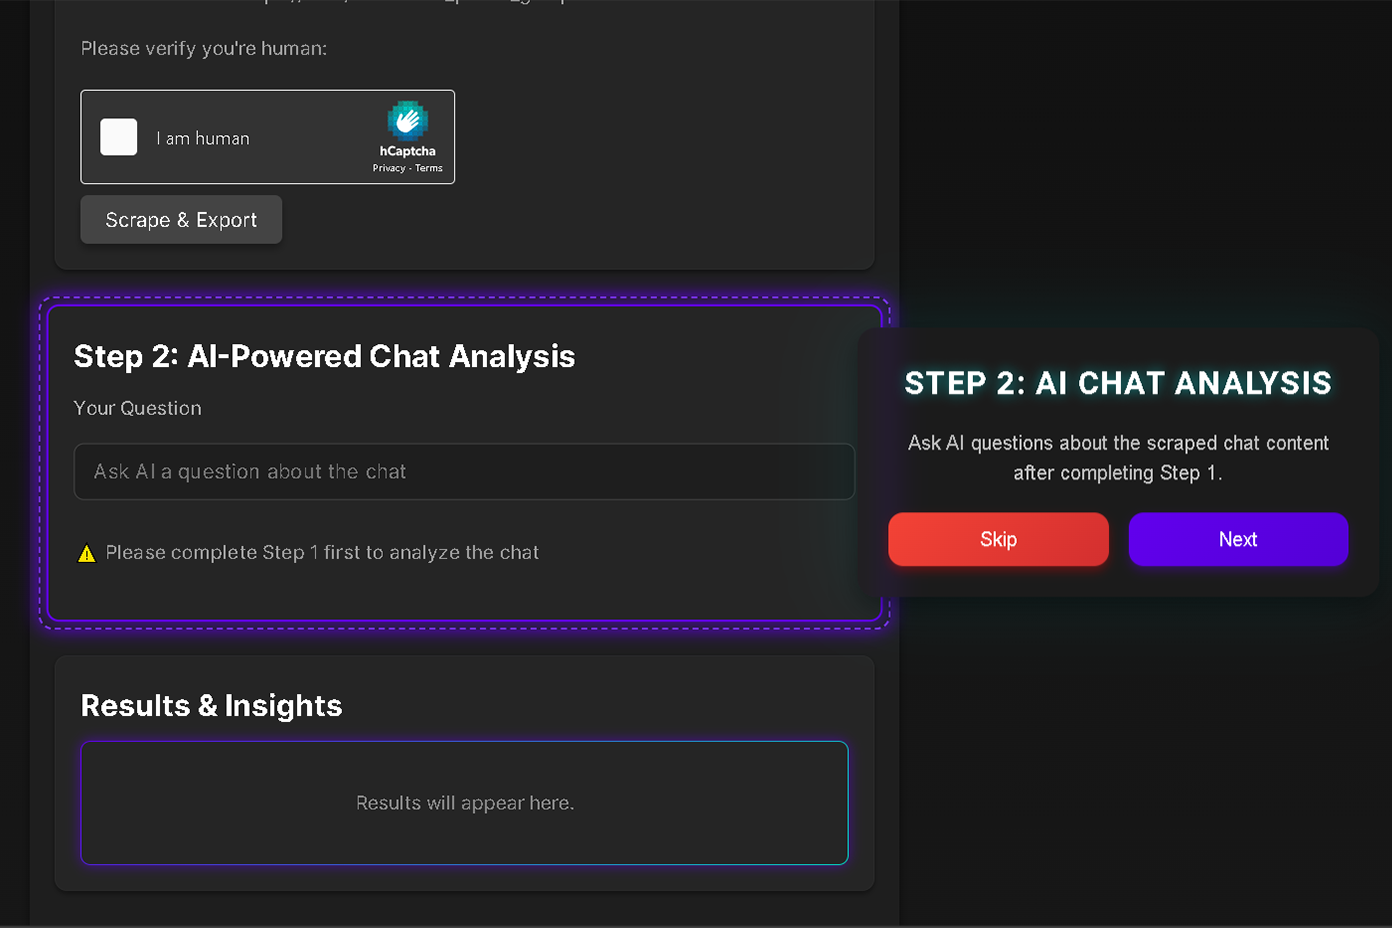 Please verify you're human:
I am human
hCaptcha
Privacy - Terms
Scrape & Export
Step 2: AI-Powered Chat Analysis
Your Question
Ask AI a question about the chat
Please complete Step 1 first to analyze the chat
STEP 2: AI CHAT ANALYSIS
Ask AI questions about the scraped chat content
after completing Step 1.
Skip
Next
Results & Insights
Results will appear here.